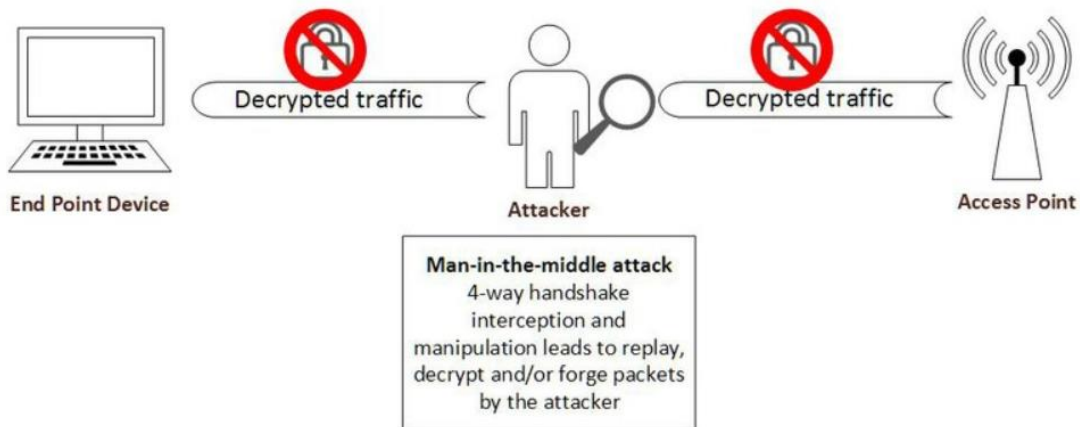 Decrypted traffic
Decrypted traffic
End Point Device
Attacker
Access Point
Man-in-the-middle attack
4-way handshake
interception and
manipulation leads to replay,
decrypt and/or forge packets
by the attacker